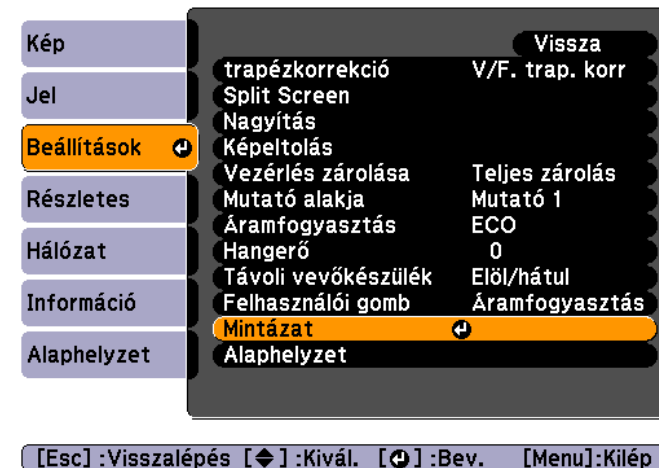 Kép
Jel
Beállítások
Részletes
Hálózat
Információ
Alaphelyzet
Vissza
trapézkorrekció V/F. trap. korr
Split Screen
Nagyítás
Képeltolás
Vezérlés zárolása Teljes zárolás
Mutató alakja Mutató 1
Áramfogyasztás ECO
Hangerő 0
Távoli vevőkészülék Elöl/hátul
Felhasználói gomb Áramfogyasztás
Mintázat
Alaphelyzet
[Esc] :Visszalépés [◆] :Kivál. [⏎] :Bev. [Menu]:Kilép